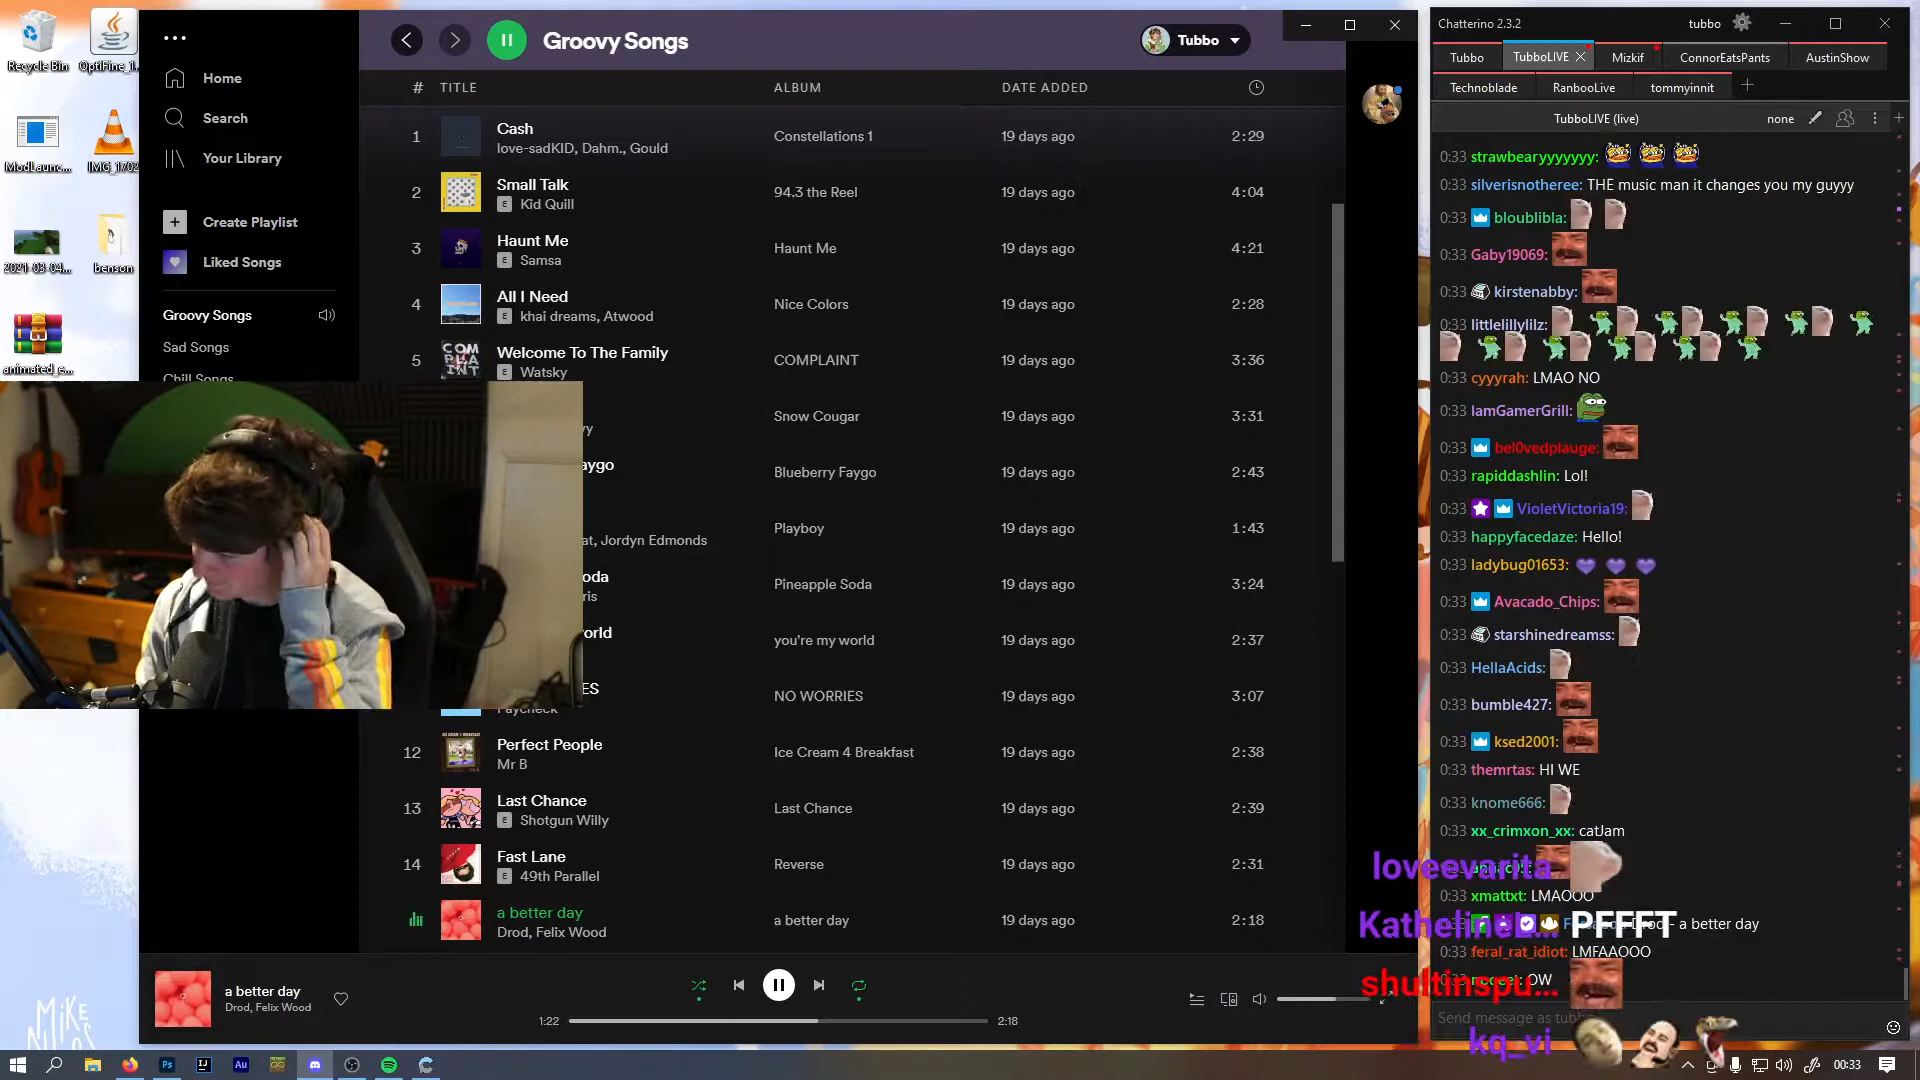 Recycle Bin
OptiFine_1...
ModLaunc...
IMG_1702
2021-03-04...
benson
animated_e...
Home
Search
Your Library
Create Playlist
Liked Songs
Groovy Songs
Sad Songs
Chill Songs
Groovy Songs
Tubbo
# TITLE ALBUM DATE ADDED
1 Cash Constellations 1 19 days ago 2:29
love-sadKID, Dahm., Gould
2 Small Talk 94.3 the Reel 19 days ago 4:04
E Kid Quill
3 Haunt Me Haunt Me 19 days ago 4:21
E Samsa
4 All I Need Nice Colors 19 days ago 2:28
E khai dreams, Atwood
5 Welcome To The Family COMPLAINT 19 days ago 3:36
E Watsky
Snow Cougar 19 days ago 3:31
vy
aygo Blueberry Faygo 19 days ago 2:43
Playboy 19 days ago 1:43
at, Jordyn Edmonds
oda Pineapple Soda 19 days ago 3:24
ris
orld you're my world 19 days ago 2:37
ES NO WORRIES 19 days ago 3:07
Paycheck
12 Perfect People Ice Cream 4 Breakfast 19 days ago 2:38
Mr B
13 Last Chance Last Chance 19 days ago 2:39
E Shotgun Willy
14 Fast Lane Reverse 19 days ago 2:31
E 49th Parallel
a better day a better day 19 days ago 2:18
Drod, Felix Wood
a better day
Drod, Felix Wood
1:22
2:18
Chatterino 2.3.2
tubbo
Tubbo TubboLIVE Mizkif ConnorEatsPants AustinShow
Technoblade RanbooLive tommyinnit
TubboLIVE (live) none
0:33 strawbearyyyyyyy:
0:33 silverisnotheree: THE music man it changes you my guyyy
0:33 bloublibla:
0:33 Gaby19069:
0:33 kirstenabby:
0:33 littlelillylilz:
0:33 cyyyrah: LMAO NO
0:33 IamGamerGrill:
0:33 bel0vedplauge:
0:33 rapiddashlin: Lol!
0:33 VioletVictoria19:
0:33 happyfacedaze: Hello!
0:33 ladybug01653:
0:33 Avacado_Chips:
0:33 starshinedreamss:
0:33 HellaAcids:
0:33 bumble427:
0:33 ksed2001:
0:33 themrtas: HI WE
0:33 knome666:
0:33 xx_crimxon_xx: catJam
loveevarita
xmattxt: LMAOOO
PFFFT
- a better day
feral_rat_idiot: LMFAAOOO
shultinspu...
OW
Send message as
kq_vi
MiKE
Ps
Au
00:33